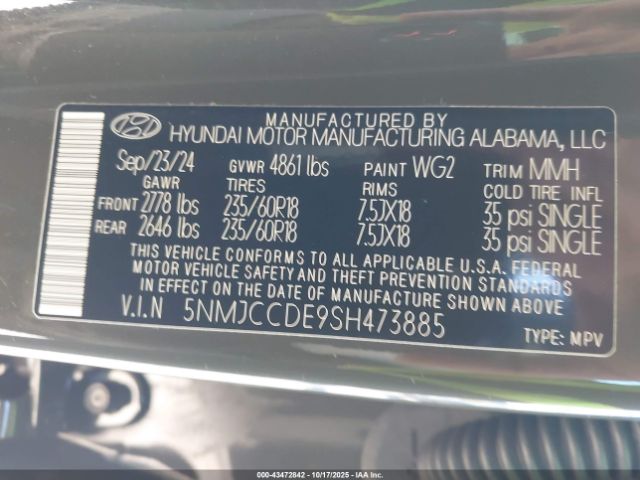 MANUFACTURED BY
HYUNDAI MOTOR MANUFACTURING ALABAMA, LLC
Sep/23/24 GVWR 4861 lbs PAINT WG2 TRIM MMH
GAWR TIRES RIMS COLD TIRE INFL
FRONT 2778 lbs 235/60R18 7.5JX18 35 psi SINGLE
REAR 2646 lbs 235/60R18 7.5JX18 35 psi SINGLE
THIS VEHICLE CONFORMS TO ALL APPLICABLE U.S.A. FEDERAL
MOTOR VEHICLE SAFETY AND THEFT PREVENTION STANDARDS
IN EFFECT ON THE DATE OF MANUFACTURE SHOWN ABOVE.
V.I.N 5NMJCCDE9SH473885 TYPE: MPV
000-43472842 - 10/17/2025 - © IAA Inc.